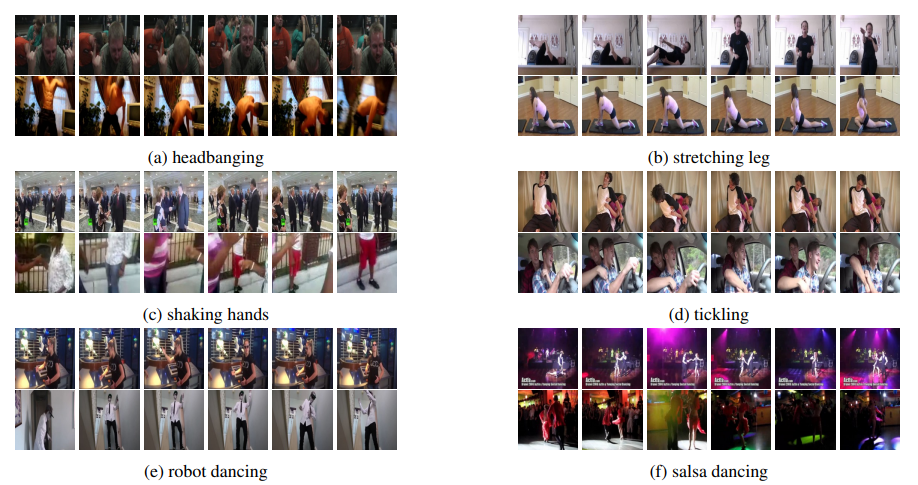 (a) headbanging
(b) stretching leg
(c) shaking hands
(d) tickling
(e) robot dancing
(f) salsa dancing